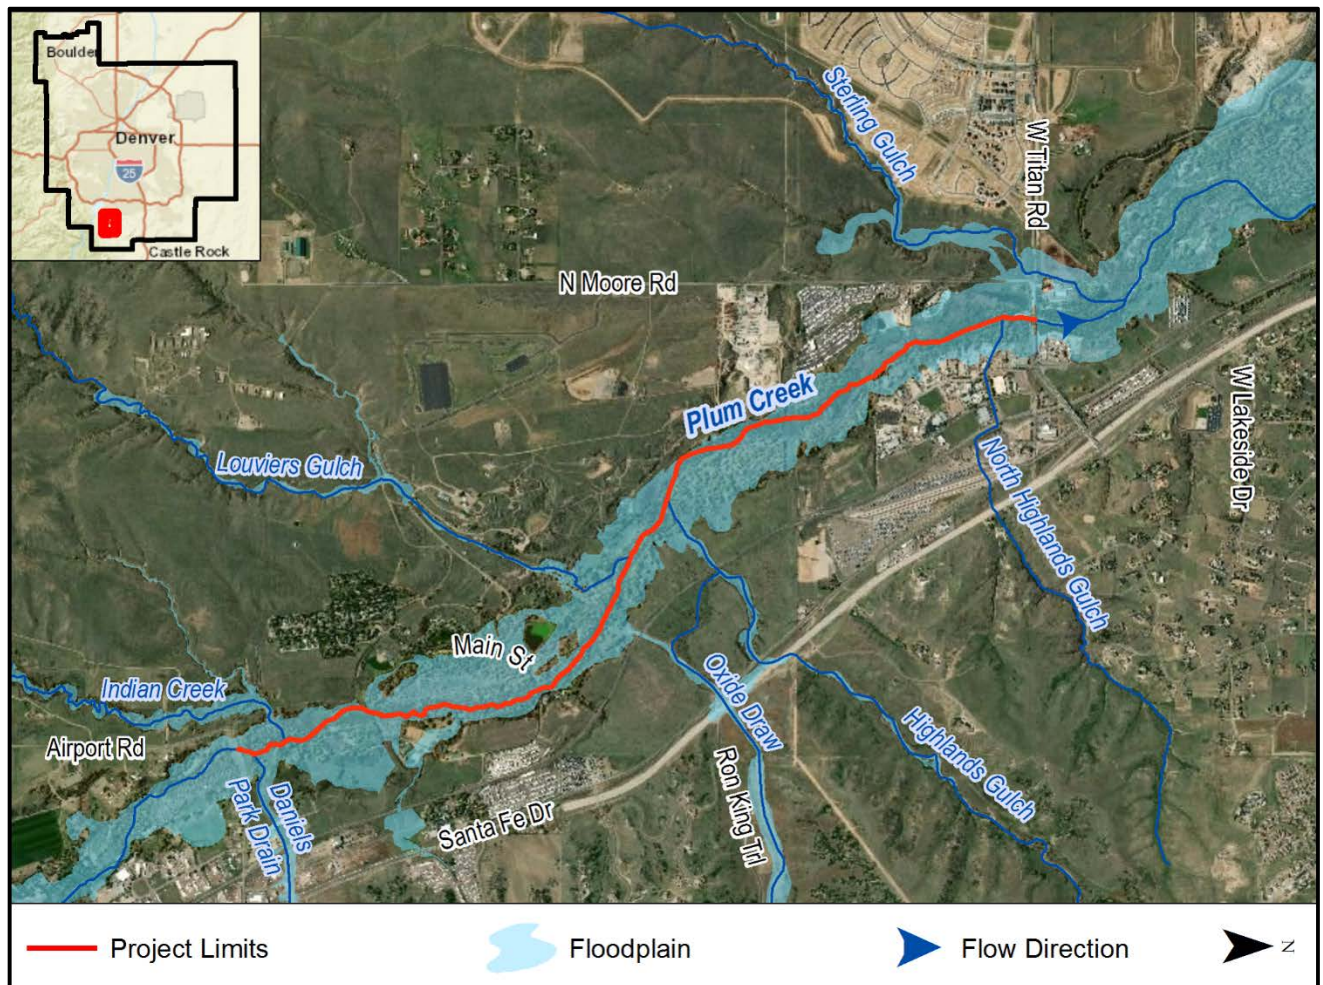 Boulder
Denver
25
Castle Rock
Sterling Gulch
W Titan Rd
N Moore Rd
Plum Creek
W Lakeside Dr
Louviers Gulch
North Highlands Gulch
Main St
Indian Creek
Airport Rd
Oxide Draw
Highlands Gulch
Daniels
Park Drain
Ron King Trl
Santa Fe Dr
Project Limits
Floodplain
Flow Direction
N